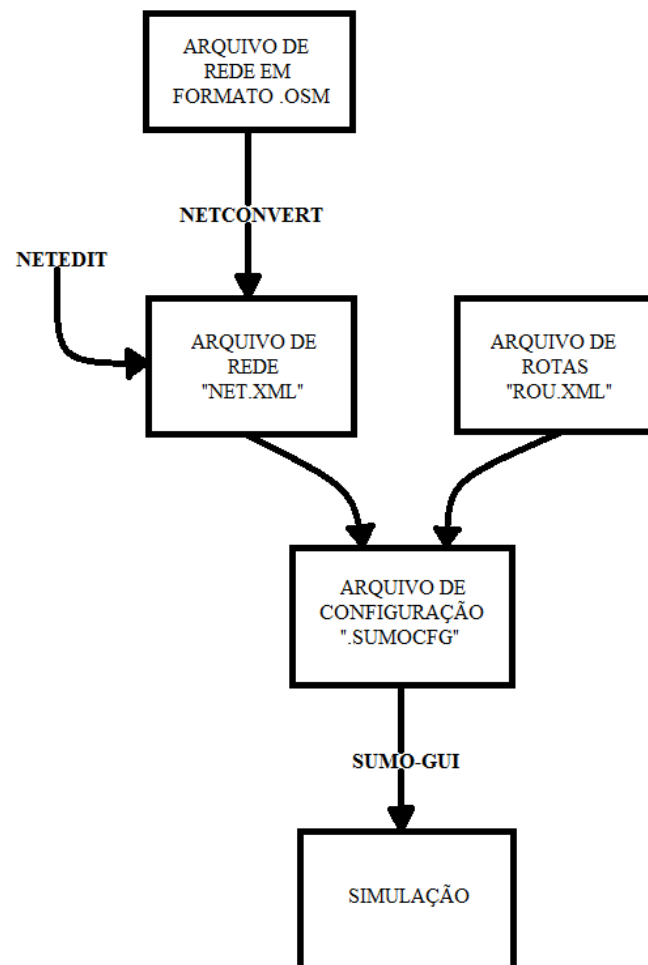 ARQUIVO DE
REDE EM
FORMATO .OSM
NETCONVERT
NETEDIT
ARQUIVO DE
REDE
"NET.XML"
ARQUIVO DE
ROTAS
"ROU.XML"
ARQUIVO DE
CONFIGURAÇÃO
".SUMOCFG"
SUMO-GUI
SIMULAÇÃO